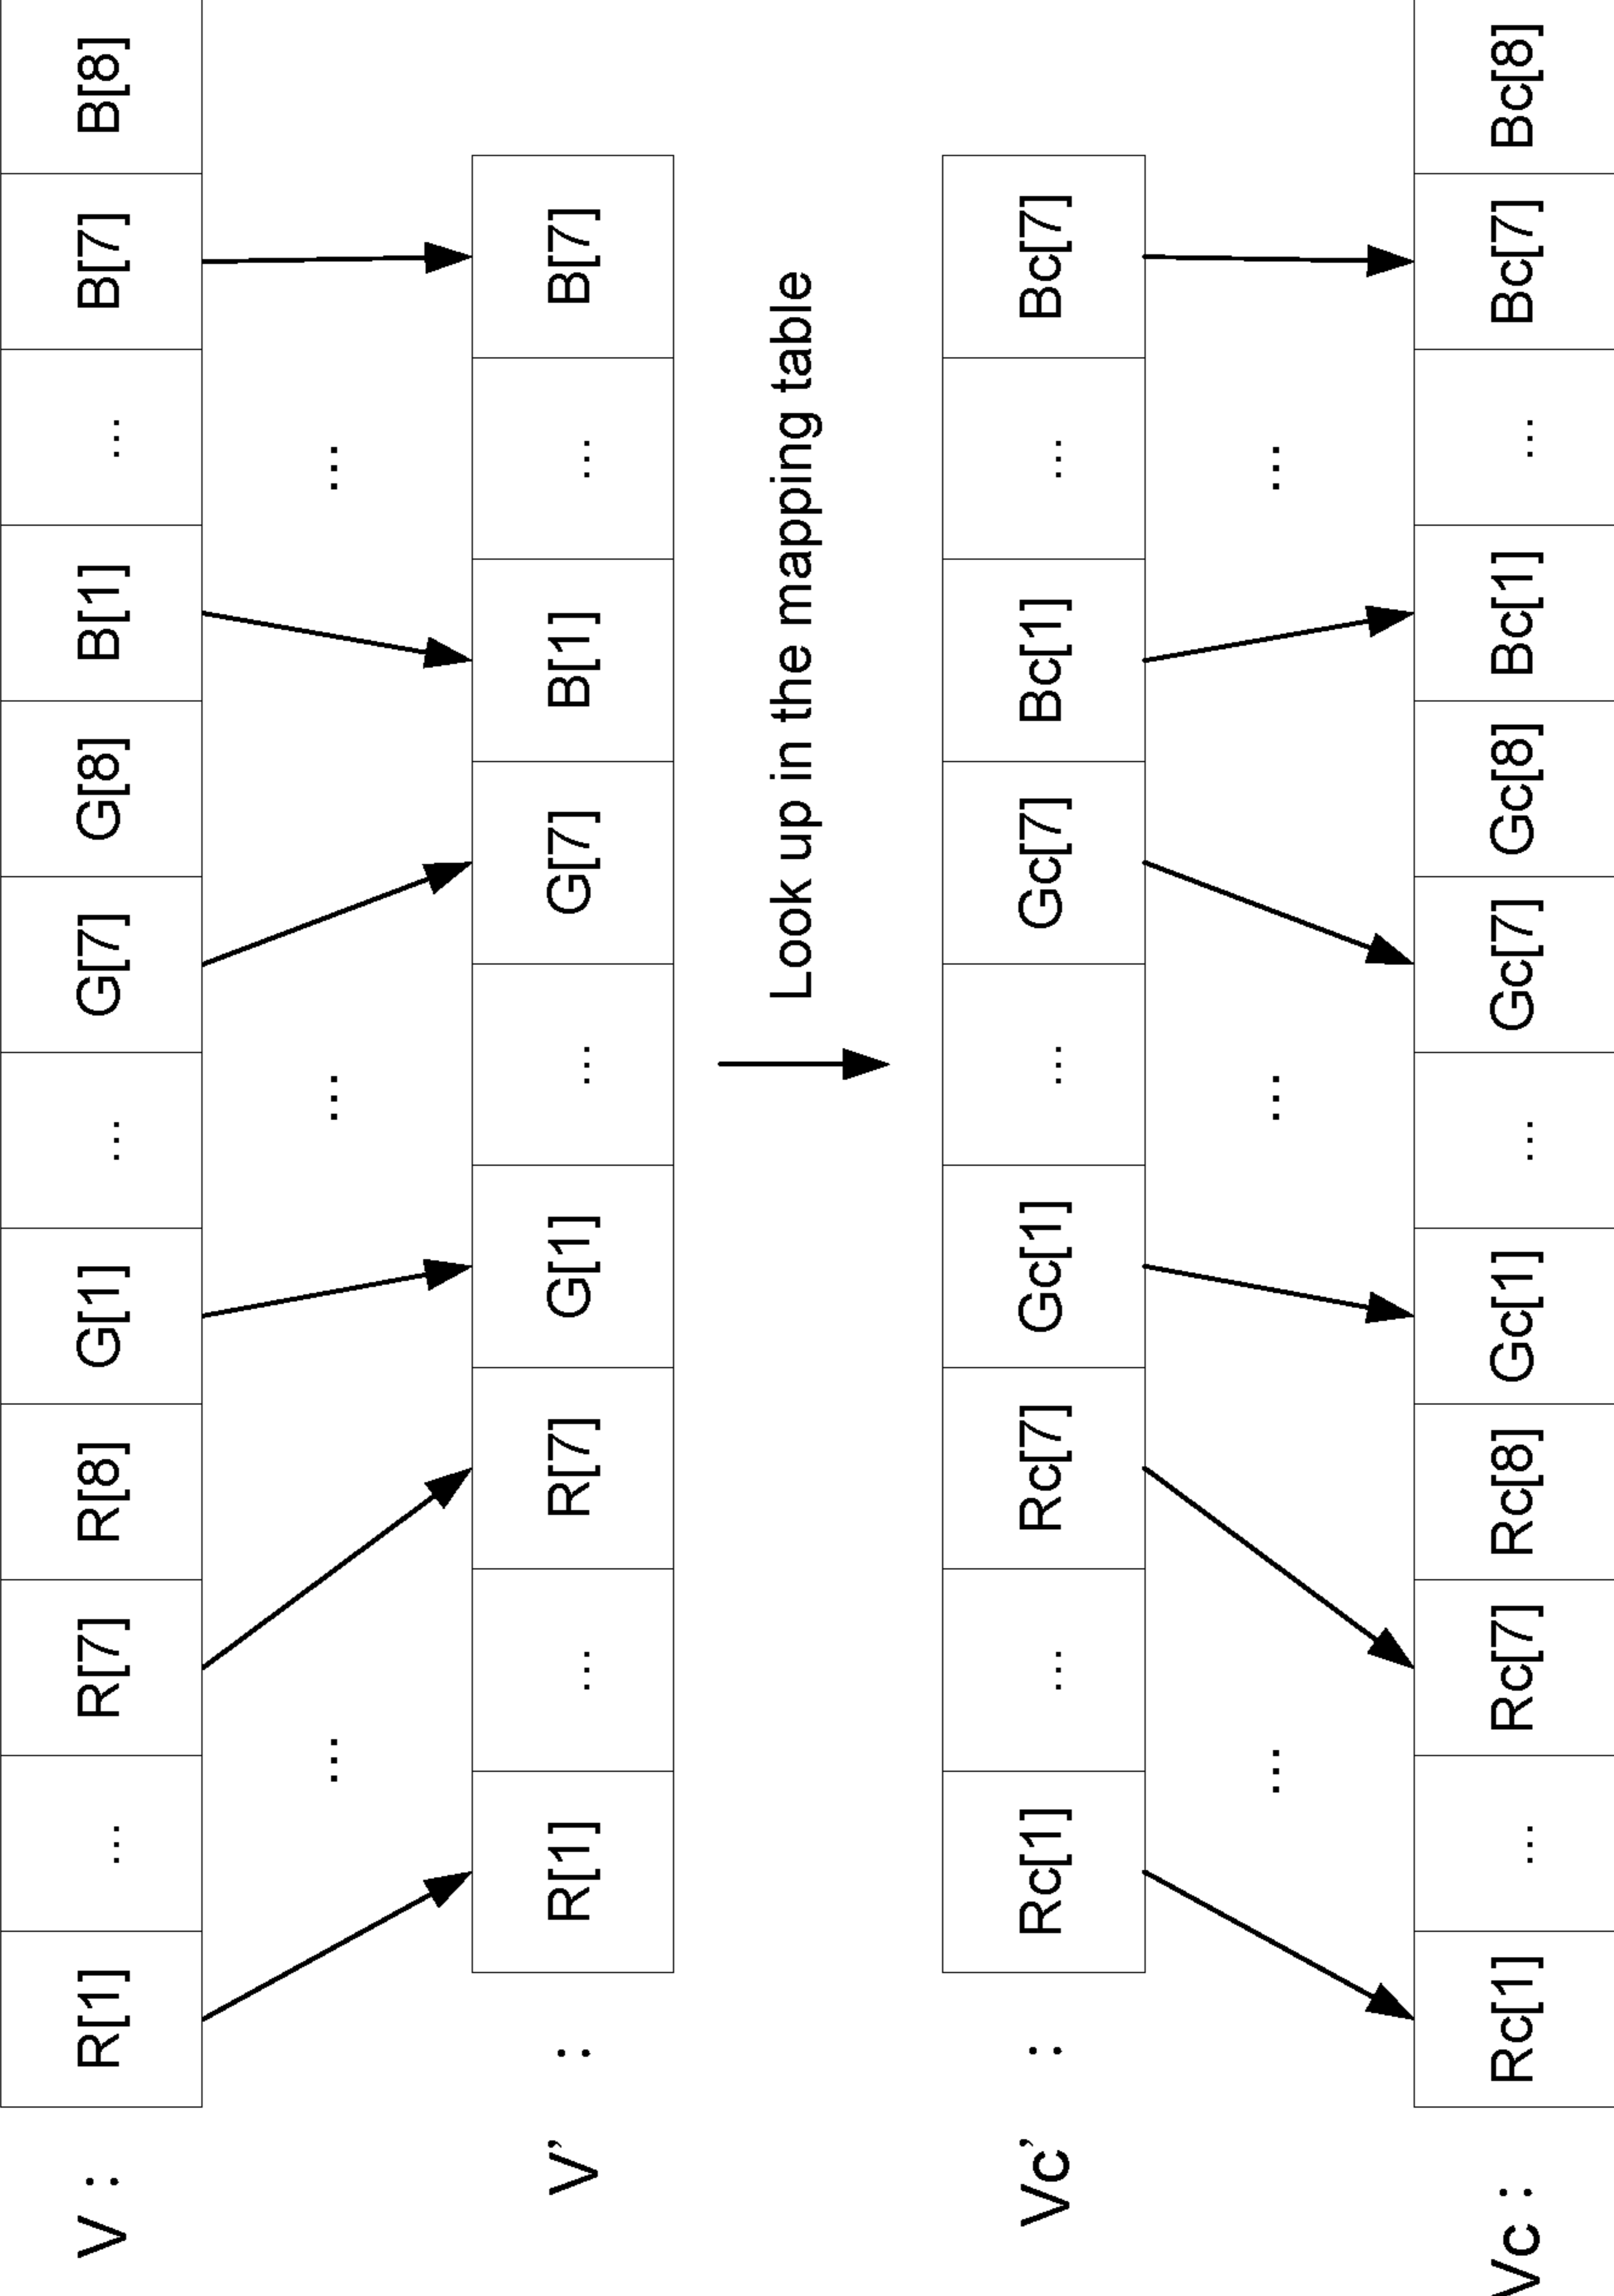 V : R[1] ... R[7] R[8] G[1] ... G[7] G[8] B[1] ... B[7] B[8]
... ... ...
V' : R[1] ... R[7] G[1] ... G[7] B[1] ... B[7]
Look up in the mapping table
Vc' : Rc[1] ... Rc[7] Gc[1] ... Gc[7] Bc[1] ... Bc[7]
... ... ...
Vc : Rc[1] ... Rc[7] Rc[8] Gc[1] ... Gc[7] Gc[8] Bc[1] ... Bc[7] Bc[8]